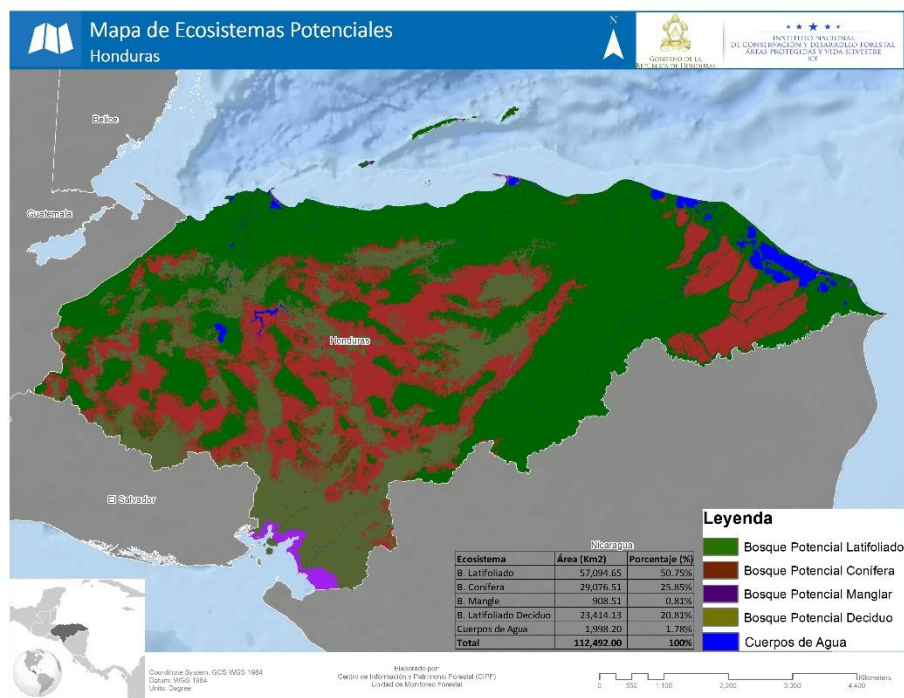 Mapa de Ecosistemas Potenciales
Honduras
N
GOBIERNO DE LA
REPÚBLICA DE HONDURAS
INSTITUTO NACIONAL
DE CONSERVACIÓN Y DESARROLLO FORESTAL
ÁREAS PROTEGIDAS Y VIDA SILVESTRE
ICF
Belice
Guatemala
Honduras
El Salvador
Nicaragua
Ecosistema Área (Km2) Porcentaje (%)
B. Latifoliado 57,094.65 50.75%
B. Conífera 29,076.51 25.85%
B. Mangle 908.51 0.81%
B. Latifoliado Deciduo 23,414.13 20.81%
Cuerpos de Agua 1,998.20 1.78%
Total 112,492.00 100%
Leyenda
Bosque Potencial Latifoliado
Bosque Potencial Conífera
Bosque Potencial Manglar
Bosque Potencial Deciduo
Cuerpos de Agua
Coordinate System: GCS WGS 1984
Datum: WGS 1984
Units: Degree
Elaborado por:
Centro de Información y Patrimonio Forestal (CIPF)
Unidad de Monitoreo Forestal
Kilometers
0 550 1,100 2,200 3,300 4,400